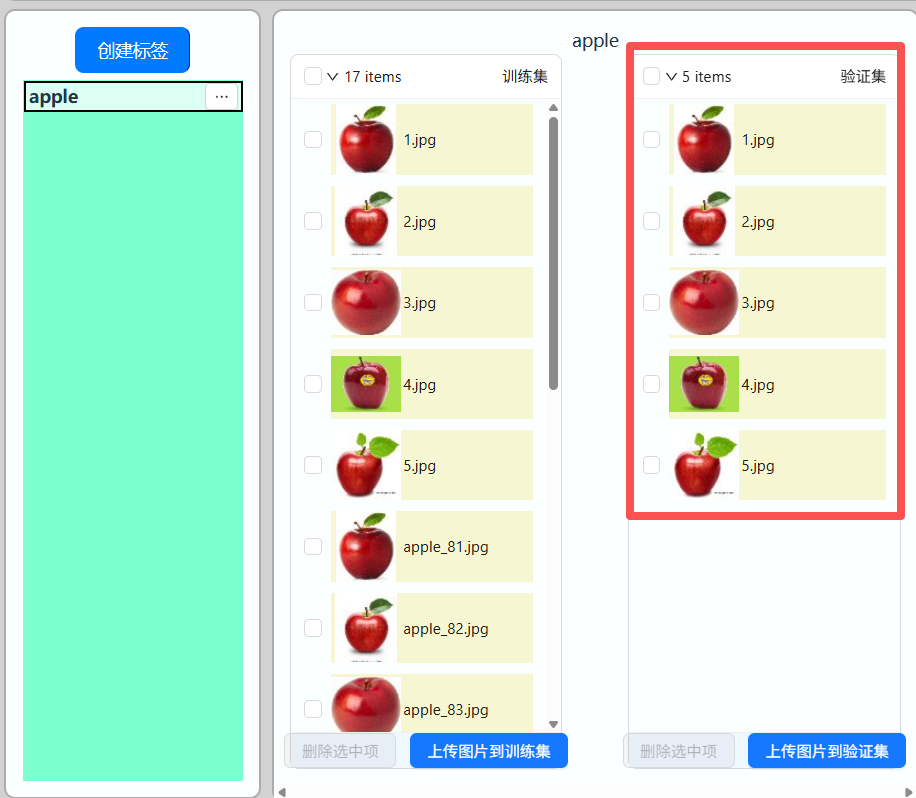 创建标签
apple
...
apple
17 items
训练集
1.jpg
2.jpg
3.jpg
4.jpg
5.jpg
apple_81.jpg
apple_82.jpg
apple_83.jpg
删除选中项
上传图片到训练集
5 items
验证集
1.jpg
2.jpg
3.jpg
4.jpg
5.jpg
删除选中项
上传图片到验证集